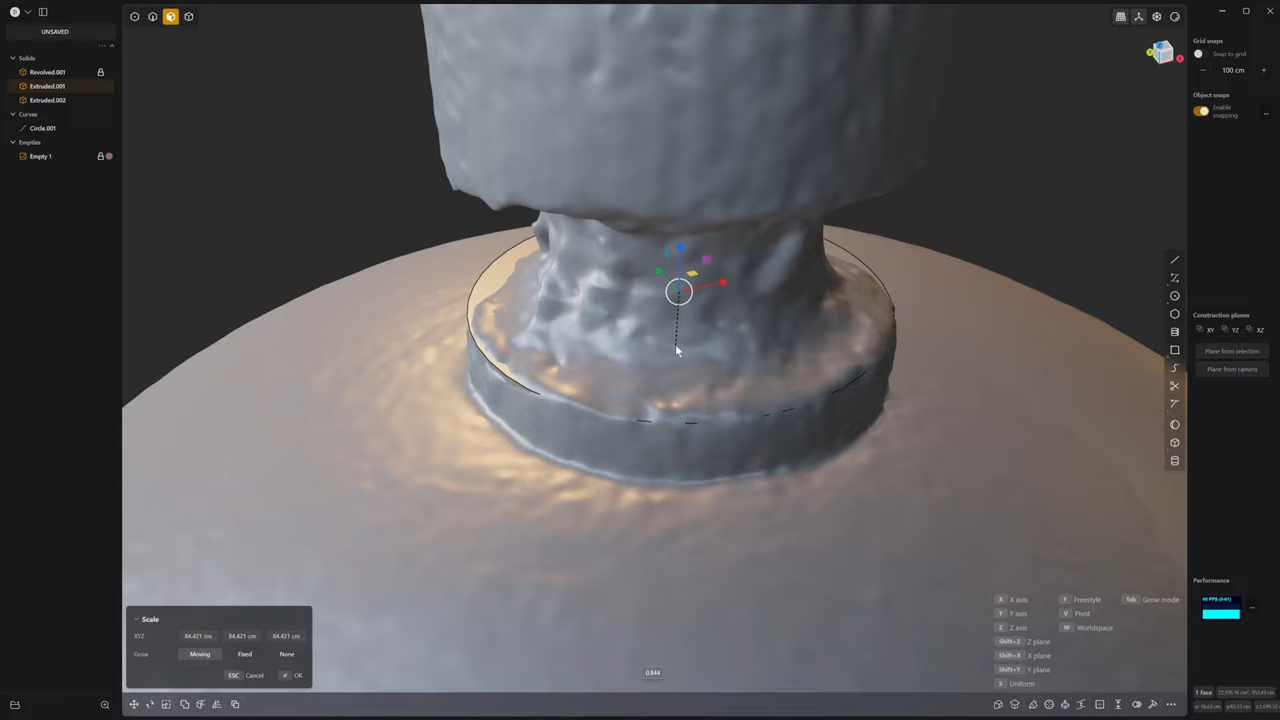 UNSAVED
Solids
Revolved.001
Extruded.001
Extruded.002
Curves
Circle.001
Empties
Empty 1
Grid snaps
Snap to grid
100 cm
Object snaps
Enable
snapping
Construction planes
XY YZ XZ
Plane from selection
Plane from camera
Performance
Scale
XYZ 84.421 cm 84.421 cm 84.421 cm
Grow Moving Fixed None
ESC Cancel OK
0.844
X X axis F Freestyle Tab Grow mode
Y Y axis V Pivot
Z Z axis W Worldspace
Shift+Z Z plane
Shift+X X plane
Shift+Y Y plane
S Uniform
1 face